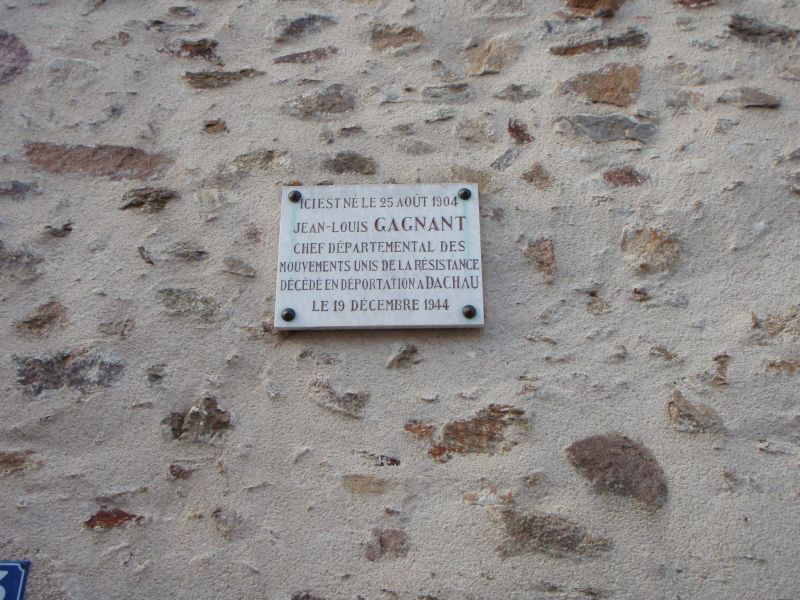 ICI EST NÉ LE 25 AOÛT 1904
JEAN-LOUIS GAGNANT
CHEF DÉPARTEMENTAL DES
MOUVEMENTS UNIS DE LA RÉSISTANCE
DÉCÉDÉ EN DÉPORTATION A DACHAU
LE 19 DÉCEMBRE 1944